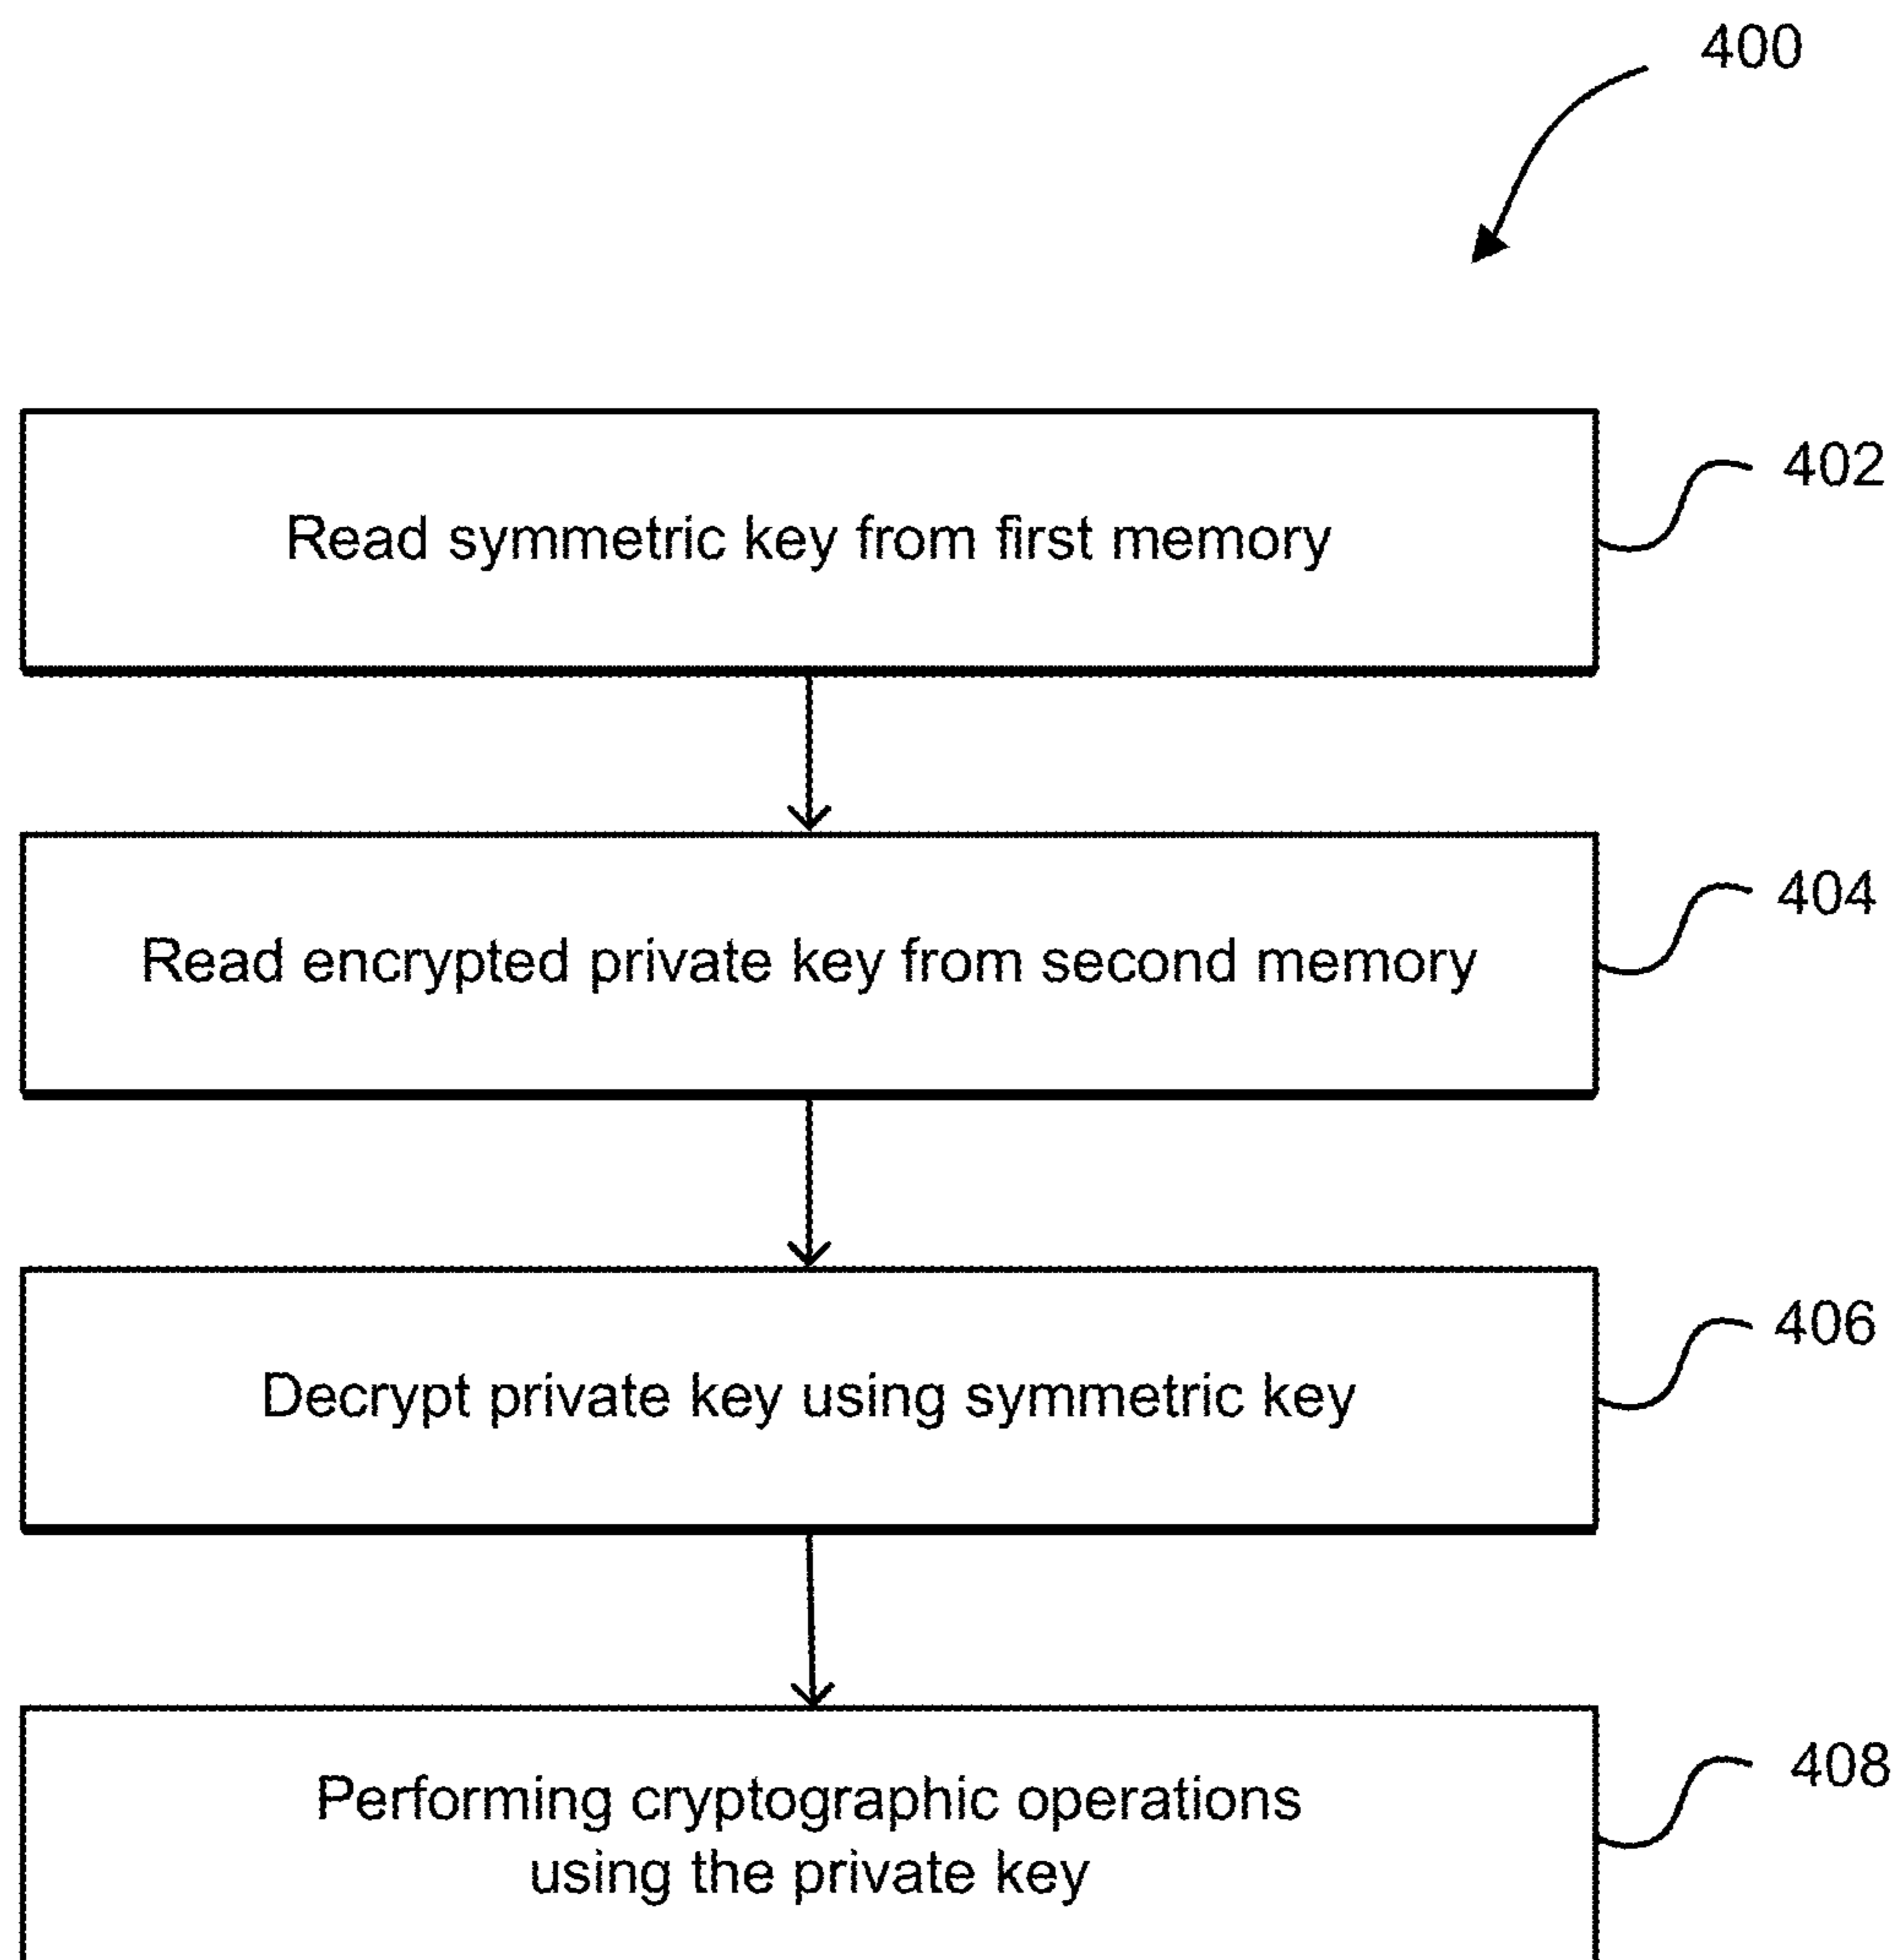 400
Read symmetric key from first memory
402
Read encrypted private key from second memory
404
Decrypt private key using symmetric key
406
Performing cryptographic operations
using the private key
408